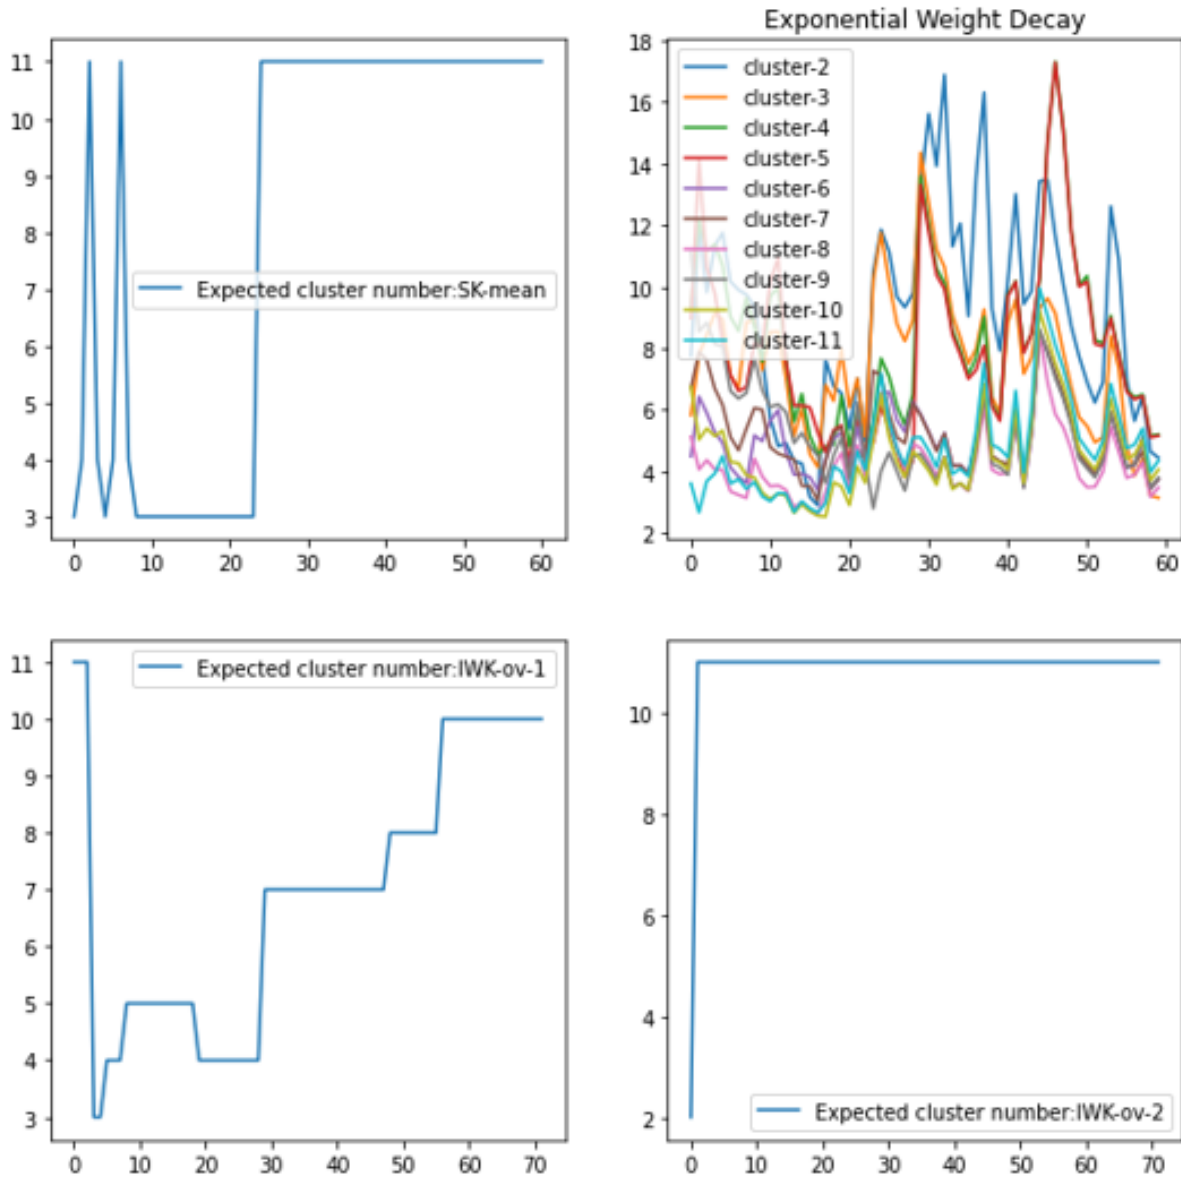 Exponential Weight Decay
11
10
9
8
7
6
5
4
3
Expected cluster number:SK-mean
0 10 20 30 40 50 60
18
16
14
12
10
8
6
4
2
cluster-2
cluster-3
cluster-4
cluster-5
cluster-6
cluster-7
cluster-8
cluster-9
cluster-10
cluster-11
0 10 20 30 40 50 60
11
10
9
8
7
6
5
4
3
Expected cluster number:IWK-ov-1
0 10 20 30 40 50 60 70
10
8
6
4
2
Expected cluster number:IWK-ov-2
0 10 20 30 40 50 60 70